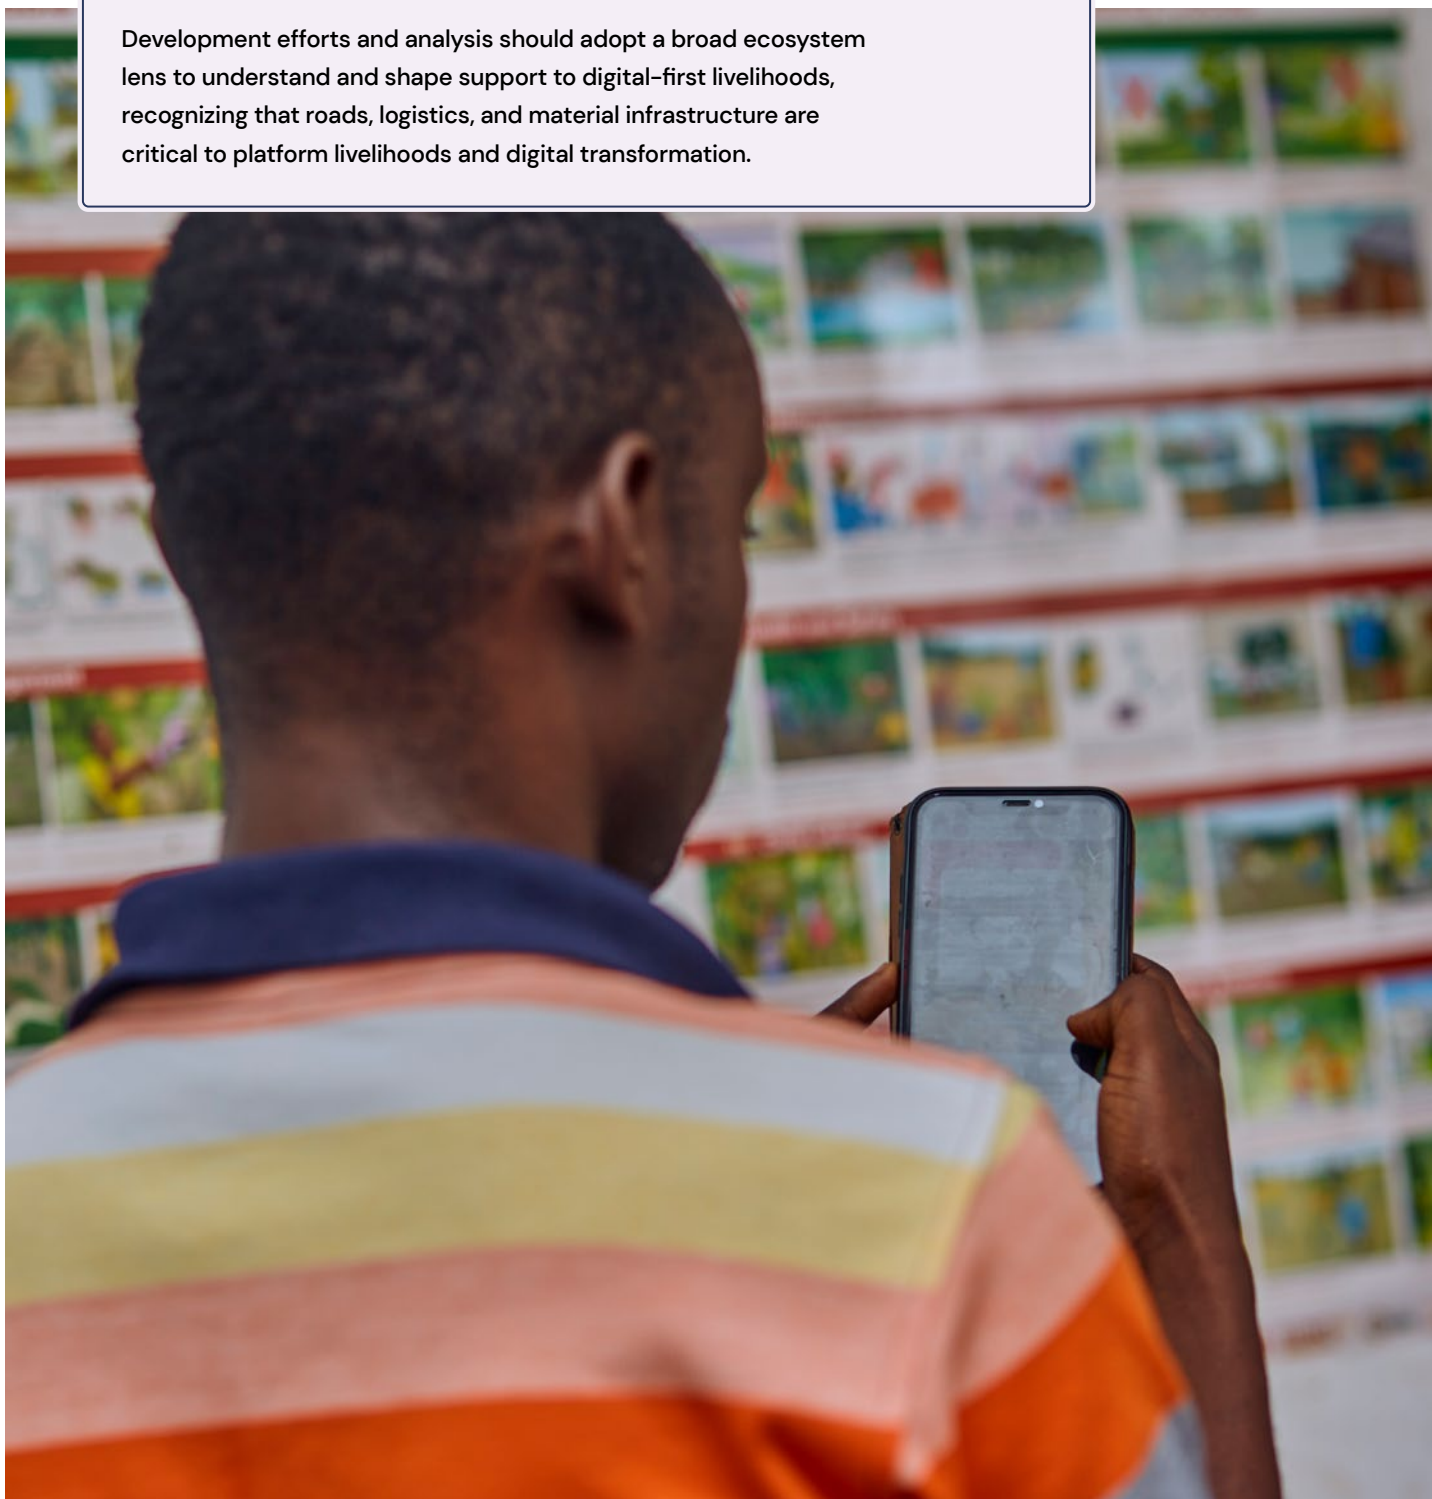 Development efforts and analysis should adopt a broad ecosystem
lens to understand and shape support to digital-first livelihoods,
recognizing that roads, logistics, and material infrastructure are
critical to platform livelihoods and digital transformation.